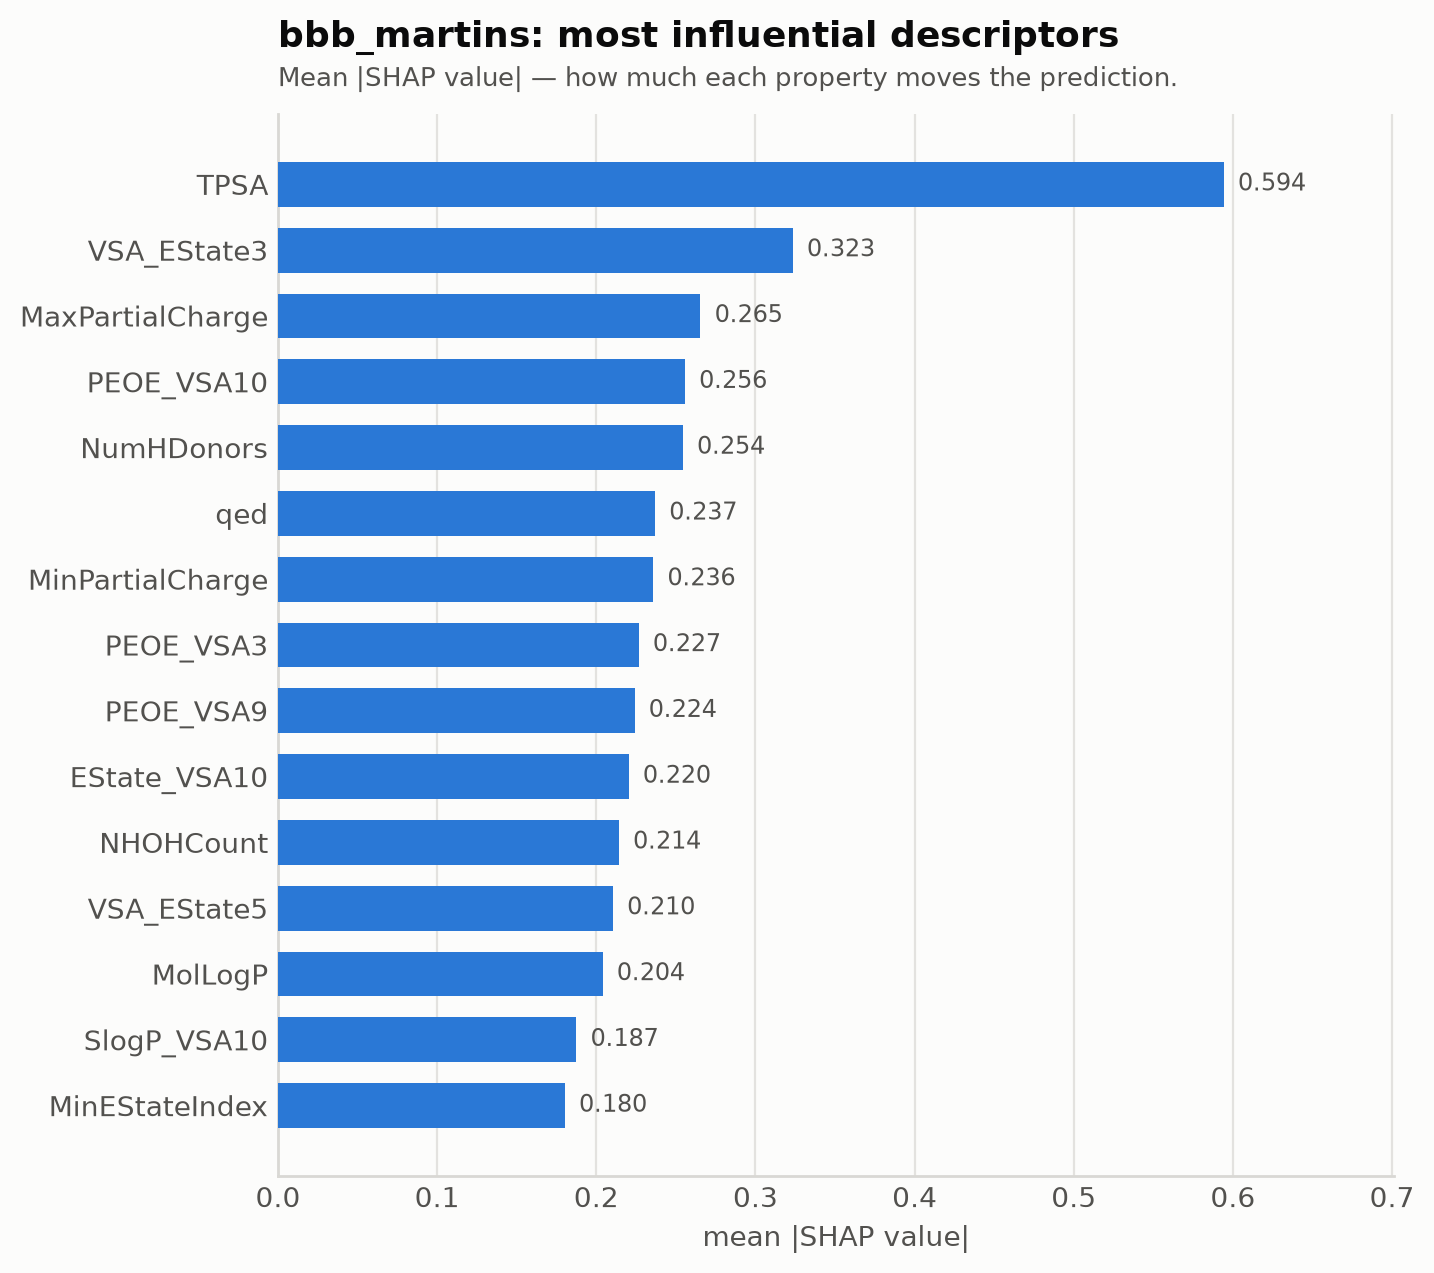 bbb_martins: most influential descriptors
Mean |SHAP value| — how much each property moves the prediction.
TPSA 0.594
VSA_EState3 0.323
MaxPartialCharge 0.265
PEOE_VSA10 0.256
NumHDonors 0.254
qed 0.237
MinPartialCharge 0.236
PEOE_VSA3 0.227
PEOE_VSA9 0.224
EState_VSA10 0.220
NHOHCount 0.214
VSA_EState5 0.210
MolLogP 0.204
SlogP_VSA10 0.187
MinEStateIndex 0.180
0.0 0.1 0.2 0.3 0.4 0.5 0.6 0.7
mean |SHAP value|